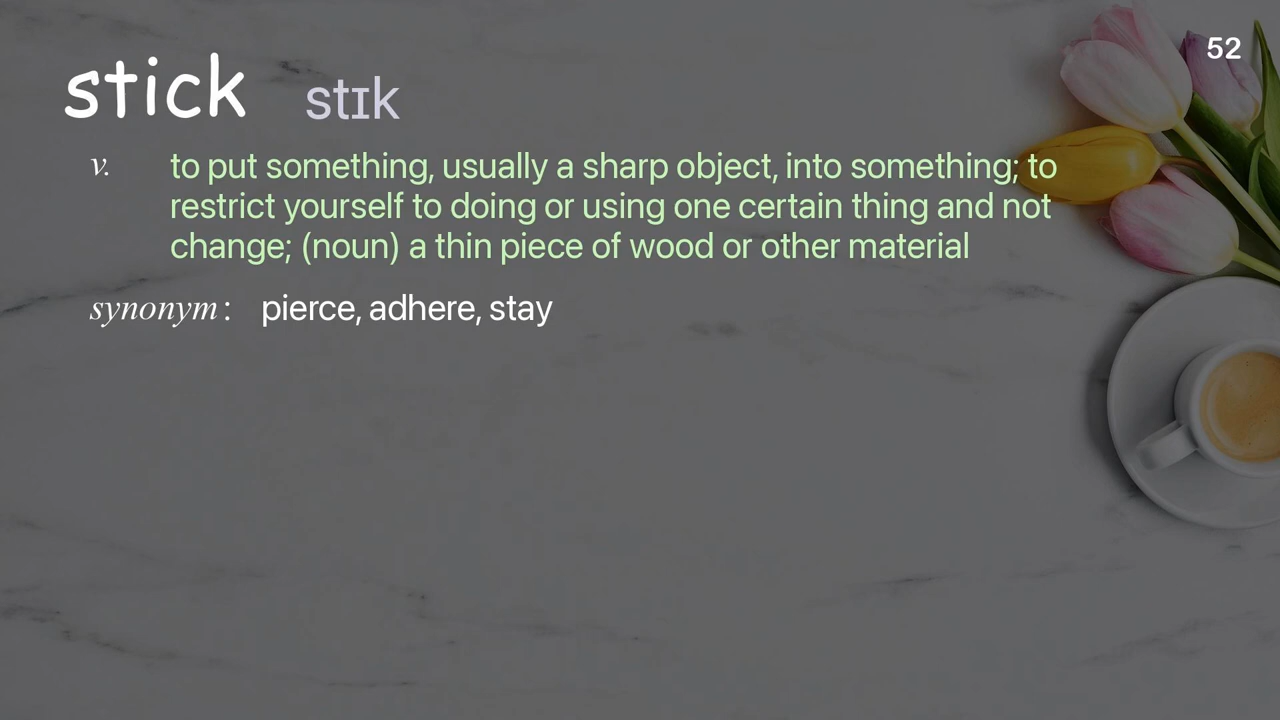 52
stick stɪk
v. to put something, usually a sharp object, into something; to
restrict yourself to doing or using one certain thing and not
change; (noun) a thin piece of wood or other material
synonym: pierce, adhere, stay